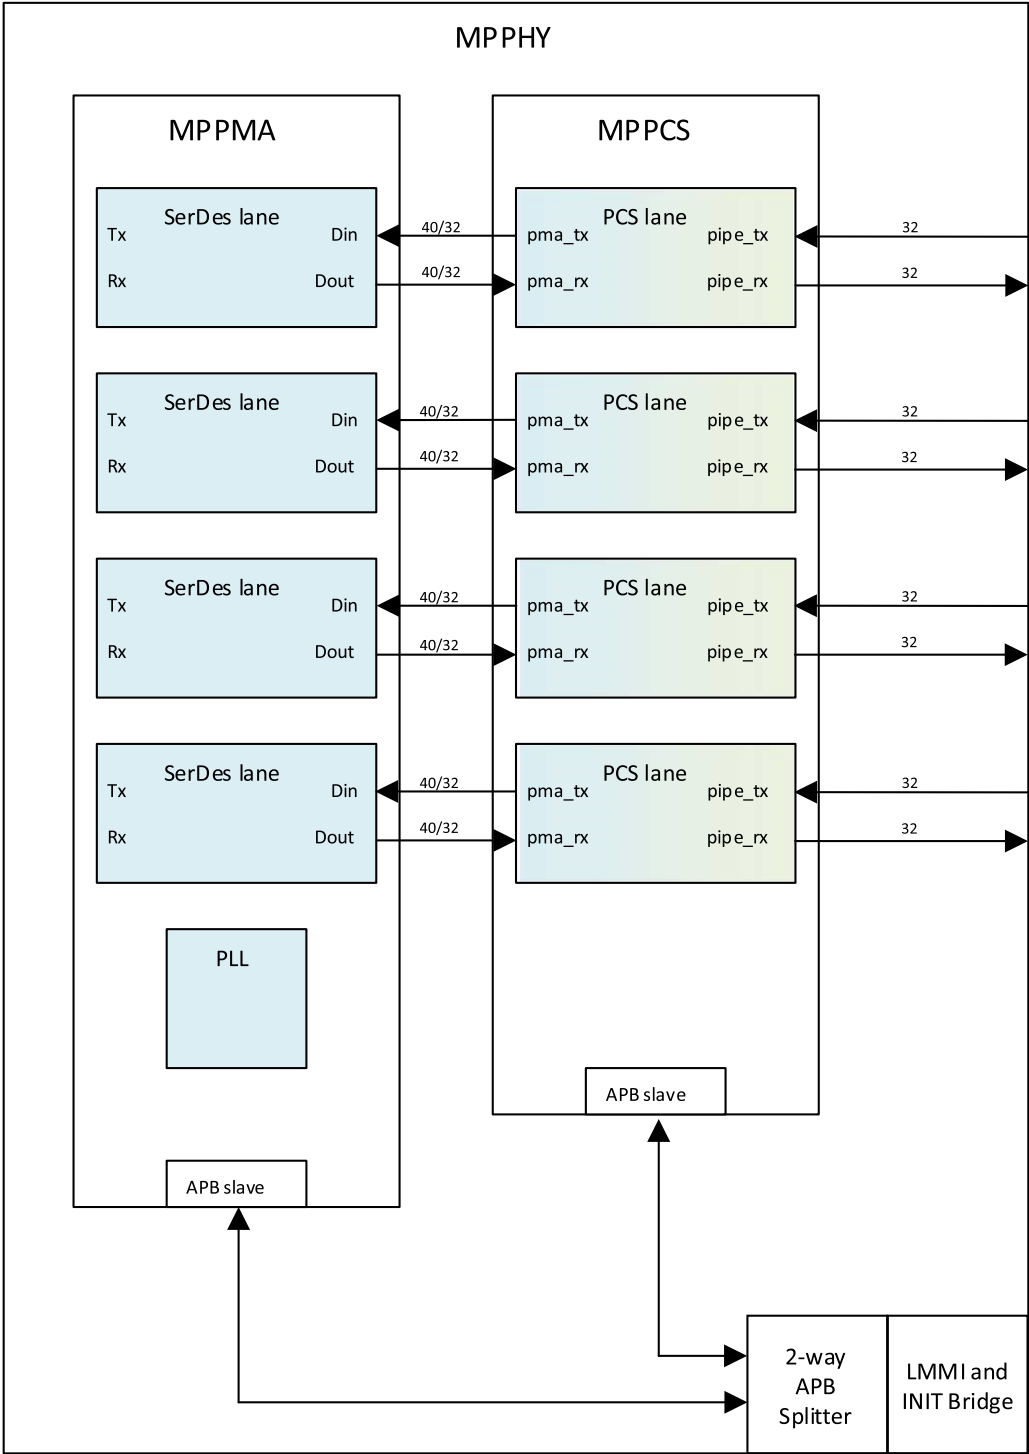 MPPHY
MPPMA
MPPCS
SerDes lane
Tx
Din
Rx
Dout
40/32
40/32
PCS lane
pma_tx
pipe_tx
pma_rx
pipe_rx
32
32
SerDes lane
Tx
Din
Rx
Dout
40/32
40/32
PCS lane
pma_tx
pipe_tx
pma_rx
pipe_rx
32
32
SerDes lane
Tx
Din
Rx
Dout
40/32
40/32
PCS lane
pma_tx
pipe_tx
pma_rx
pipe_rx
32
32
SerDes lane
Tx
Din
Rx
Dout
40/32
40/32
PCS lane
pma_tx
pipe_tx
pma_rx
pipe_rx
32
32
PLL
APB slave
APB slave
2-way
APB
Splitter
LMMI and
INIT Bridge